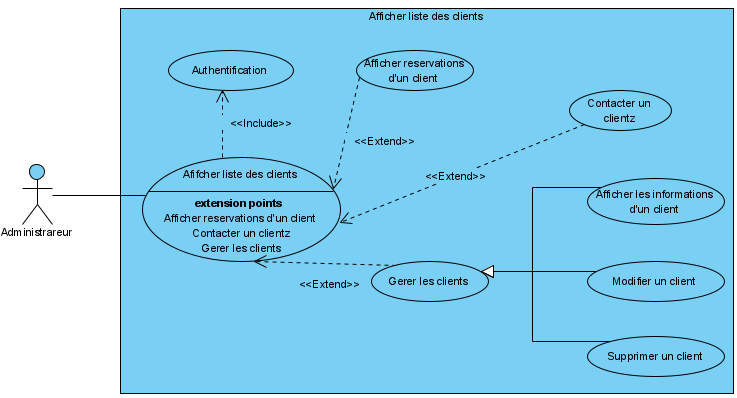 Afficher liste des clients
Authentification
Afficher reservations
d'un client
Contacter un
clientz
<<Include>>
<<Extend>>
<<Extend>>
Afficher liste des clients
extension points
Afficher reservations d'un client
Contacter un clientz
Gerer les clients
Administrareur
Afficher les informations
d'un client
<<Extend>>
Gerer les clients
Modifier un client
Supprimer un client